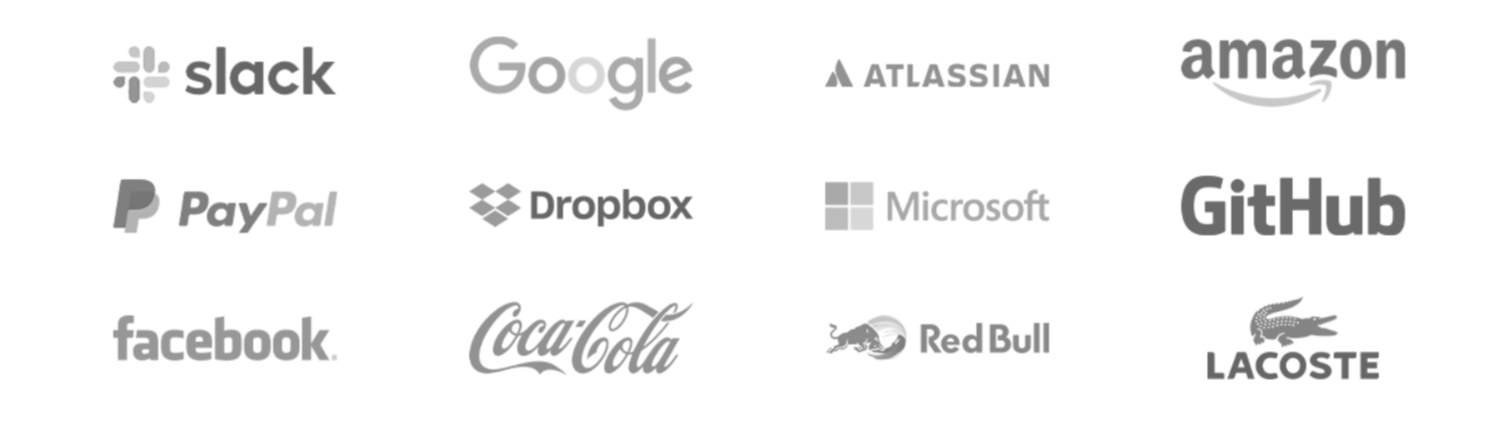 slack
Google
ATLASSIAN
amazon
PayPal
Dropbox
Microsoft
GitHub
facebook.
Coca-Cola
Red Bull
LACOSTE